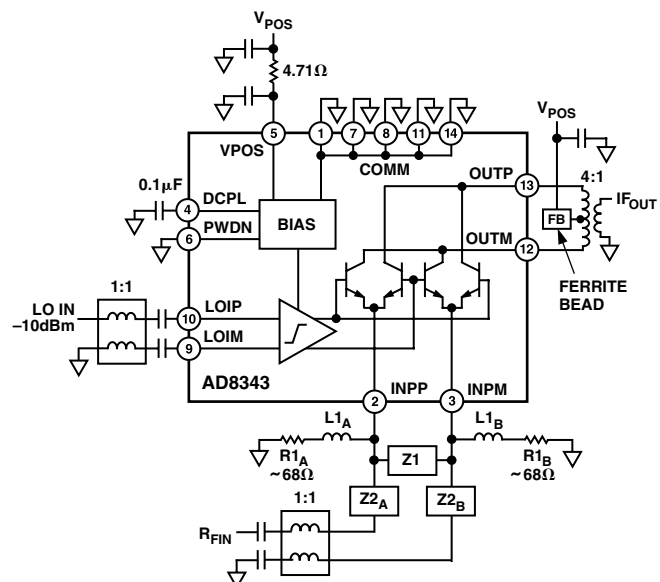 VPOS
4.71Ω
5
1
7
8
11
14
VPOS
VPOS
COMM
OUTP
13
4:1
0.1µF
4
DCPL
BIAS
IFOUT
FB
6
PWDN
OUTM
12
FERRITE
BEAD
1:1
LO IN
–10dBm
10
LOIP
9
LOIM
AD8343
INPP
INPM
2
3
L1A
L1B
R1A
~68Ω
Z1
R1B
~68Ω
1:1
Z2A
Z2B
RFIN